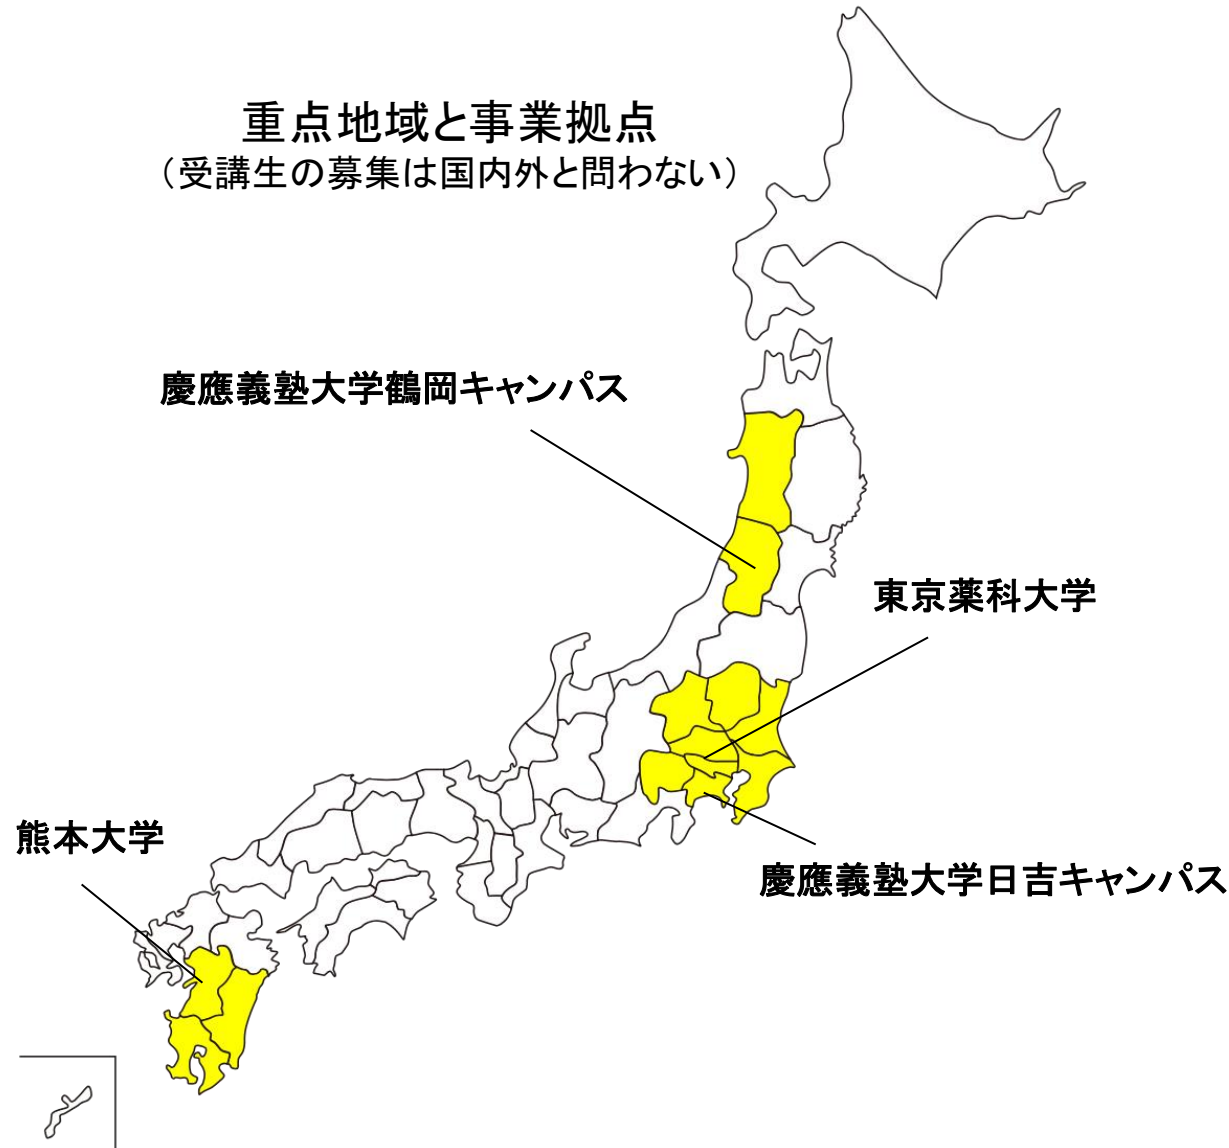 重点地域と事業拠点
（受講生の募集は国内外と問わない）
慶應義塾大学鶴岡キャンパス
東京薬科大学
熊本大学
慶應義塾大学日吉キャンパス